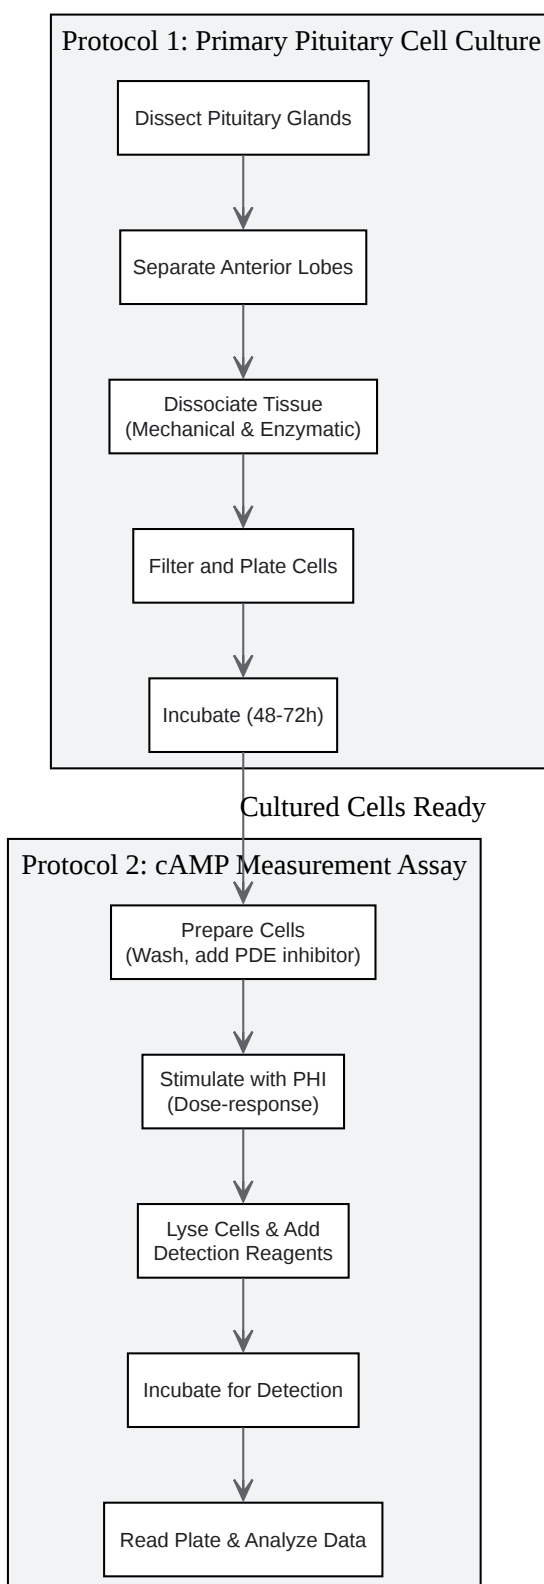 Protocol 1: Primary Pituitary Cell Culture
Dissect Pituitary Glands
Separate Anterior Lobes
Dissociate Tissue
(Mechanical & Enzymatic)
Filter and Plate Cells
Incubate (48-72h)
Cultured Cells Ready
Protocol 2: cAMP Measurement Assay
Prepare Cells
(Wash, add PDE inhibitor)
Stimulate with PHI
(Dose-response)
Lyse Cells & Add
Detection Reagents
Incubate for Detection
Read Plate & Analyze Data